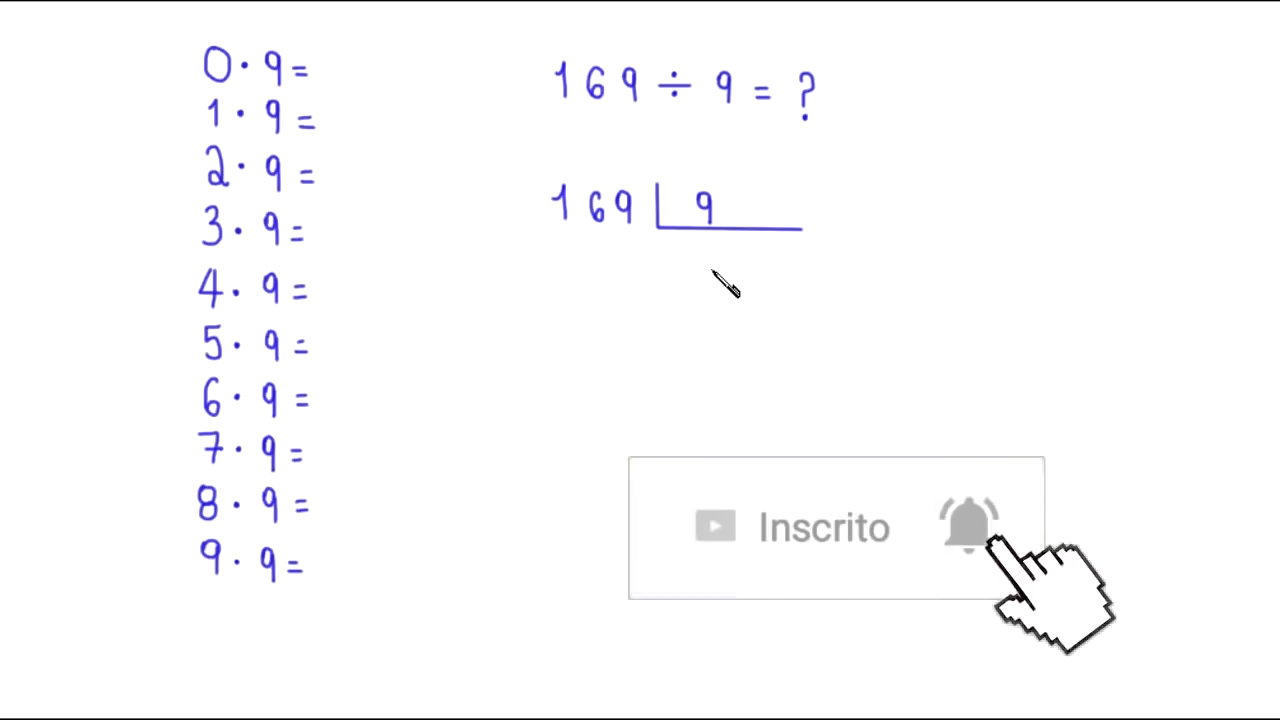 0 · 9 =
1 · 9 =
2 · 9 =
3 · 9 =
4 · 9 =
5 · 9 =
6 · 9 =
7 · 9 =
8 · 9 =
9 · 9 =
169 ÷ 9 = ?
169 | 9
Inscrito